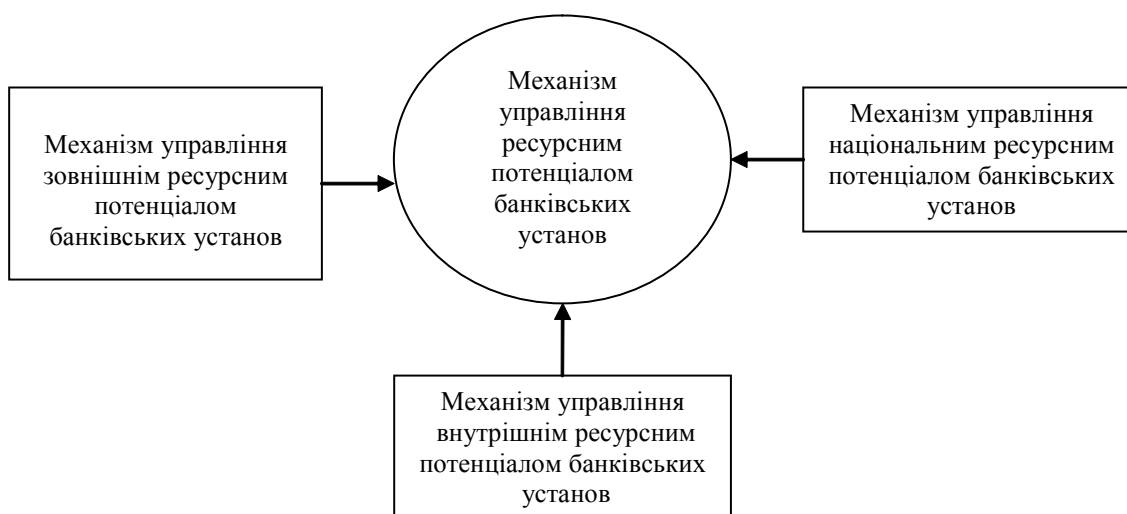 Механізм управління
зовнішнім ресурсним
потенціалом
банківських установ
Механізм
управління
ресурсним
потенціалом
банківських
установ
Механізм управління
національним ресурсним
потенціалом банківських
установ
Механізм управління
внутрішнім ресурсним
потенціалом банківських
установ